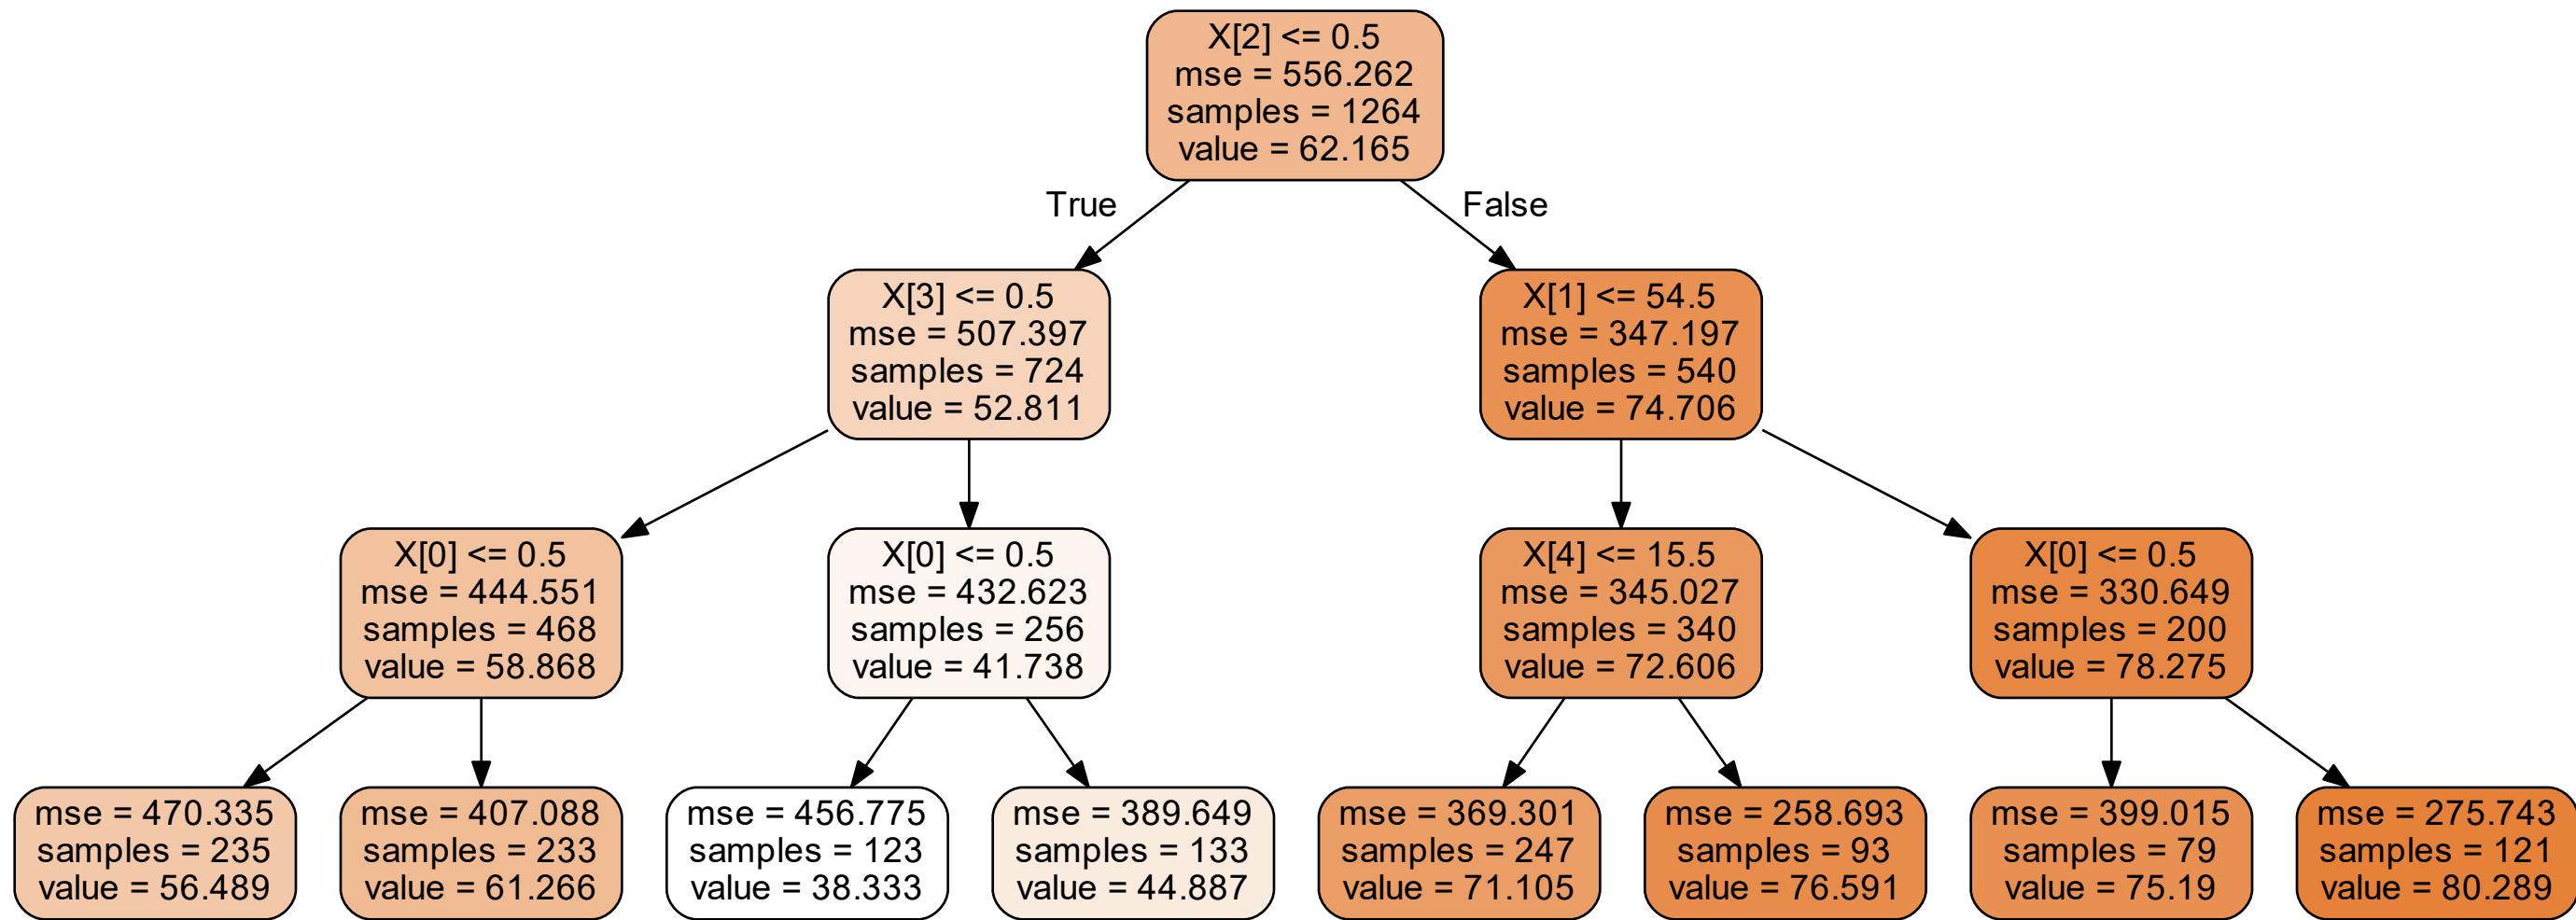 X[2] <= 0.5
mse = 556.262
samples = 1264
value = 62.165
True
False
X[3] <= 0.5
mse = 507.397
samples = 724
value = 52.811
X[1] <= 54.5
mse = 347.197
samples = 540
value = 74.706
X[0] <= 0.5
mse = 444.551
samples = 468
value = 58.868
X[0] <= 0.5
mse = 432.623
samples = 256
value = 41.738
X[4] <= 15.5
mse = 345.027
samples = 340
value = 72.606
X[0] <= 0.5
mse = 330.649
samples = 200
value = 78.275
mse = 470.335
samples = 235
value = 56.489
mse = 407.088
samples = 233
value = 61.266
mse = 456.775
samples = 123
value = 38.333
mse = 389.649
samples = 133
value = 44.887
mse = 369.301
samples = 247
value = 71.105
mse = 258.693
samples = 93
value = 76.591
mse = 399.015
samples = 79
value = 75.19
mse = 275.743
samples = 121
value = 80.289